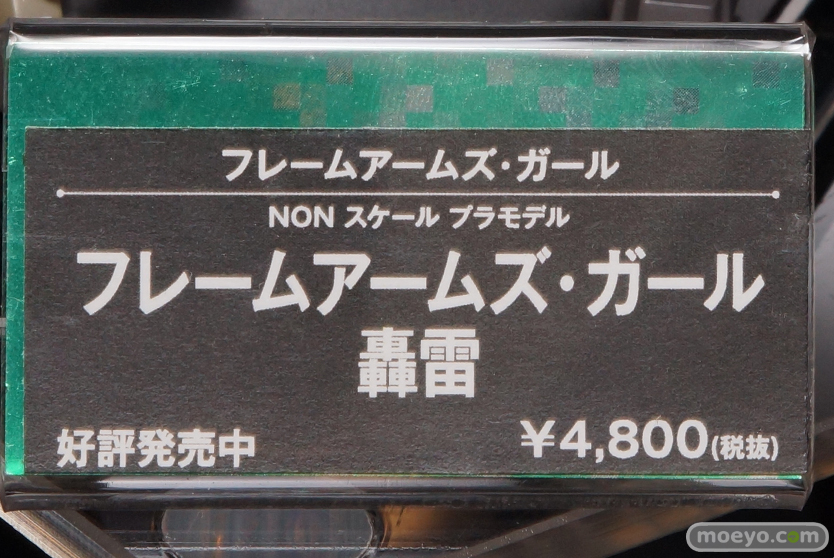 フレームアームズ・ガール
NON スケール プラモデル
フレームアームズ・ガール
轟雷
好評発売中
￥4,800(税抜)
moeyo.com